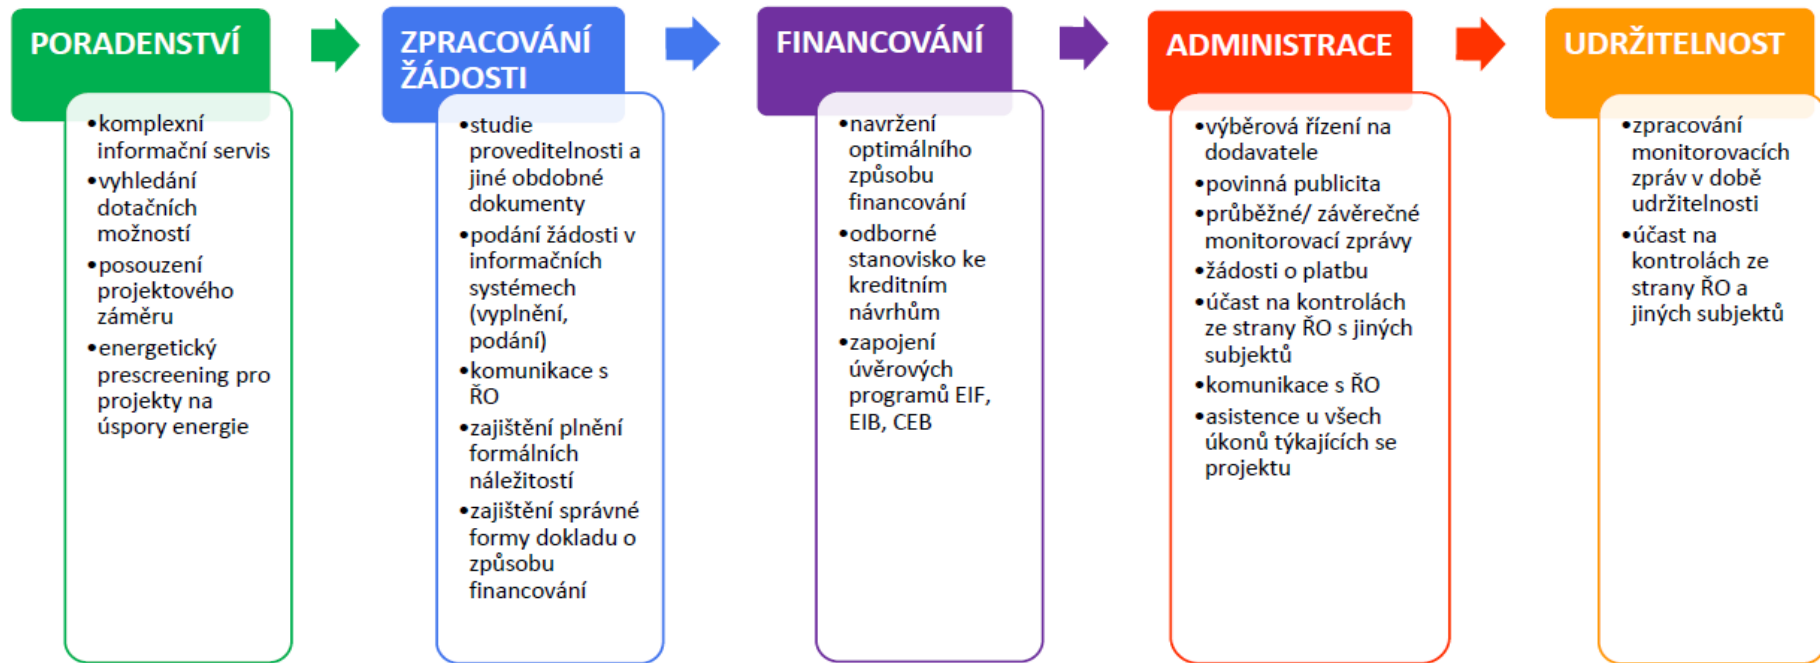 PORADENSTVÍ
•komplexní
informační servis
•vyhledání
dotačních
možností
•posouzení
projektového
záměru
•energetický
prescreening pro
projekty na
úspory energie
ZPRACOVÁNÍ
ŽÁDOSTI
•studie
proveditelnosti a
jiné obdobné
dokumenty
•podání žádosti v
informačních
systémech
(vyplnění,
podání)
•komunikace s
ŘO
•zajištění plnění
formálních
náležitostí
•zajištění správné
formy dokladu o
způsobu
financování
FINANCOVÁNÍ
•navržení
optimálního
způsobu
financování
•odborné
stanovisko ke
kreditním
návrhům
•zapojení
úvěrových
programů EIF,
EIB, CEB
ADMINISTRACE
•výběrová řízení na
dodavatele
•povinná publicita
•průběžné/ závěrečné
monitorovací zprávy
•žádosti o platbu
•účast na kontrolách
ze strany ŘO s jiných
subjektů
•komunikace s ŘO
•asistence u všech
úkonů týkajících se
projektu
UDRŽITELNOST
•zpracování
monitorovacích
zpráv v době
udržitelnosti
•účast na
kontrolách ze
strany ŘO a
jiných subjektů